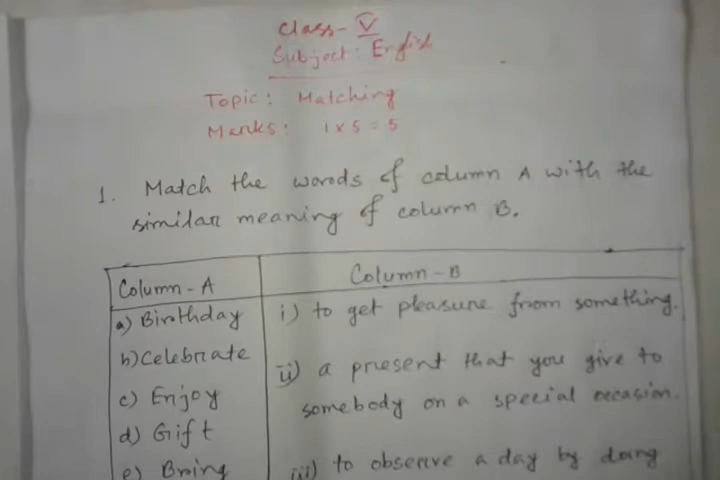 Class - V
Subject: English
Topic: Matching
Marks: 1 x 5 = 5
1. Match the words of column A with the
similar meaning of column B.
Column - A
Column - B
a) Birthday
i) to get pleasure from something.
b) Celebrate
ii) a present that you give to
somebody on a special occasion.
c) Enjoy
d) Gift
e) Bring
iii) to observe a day by doing